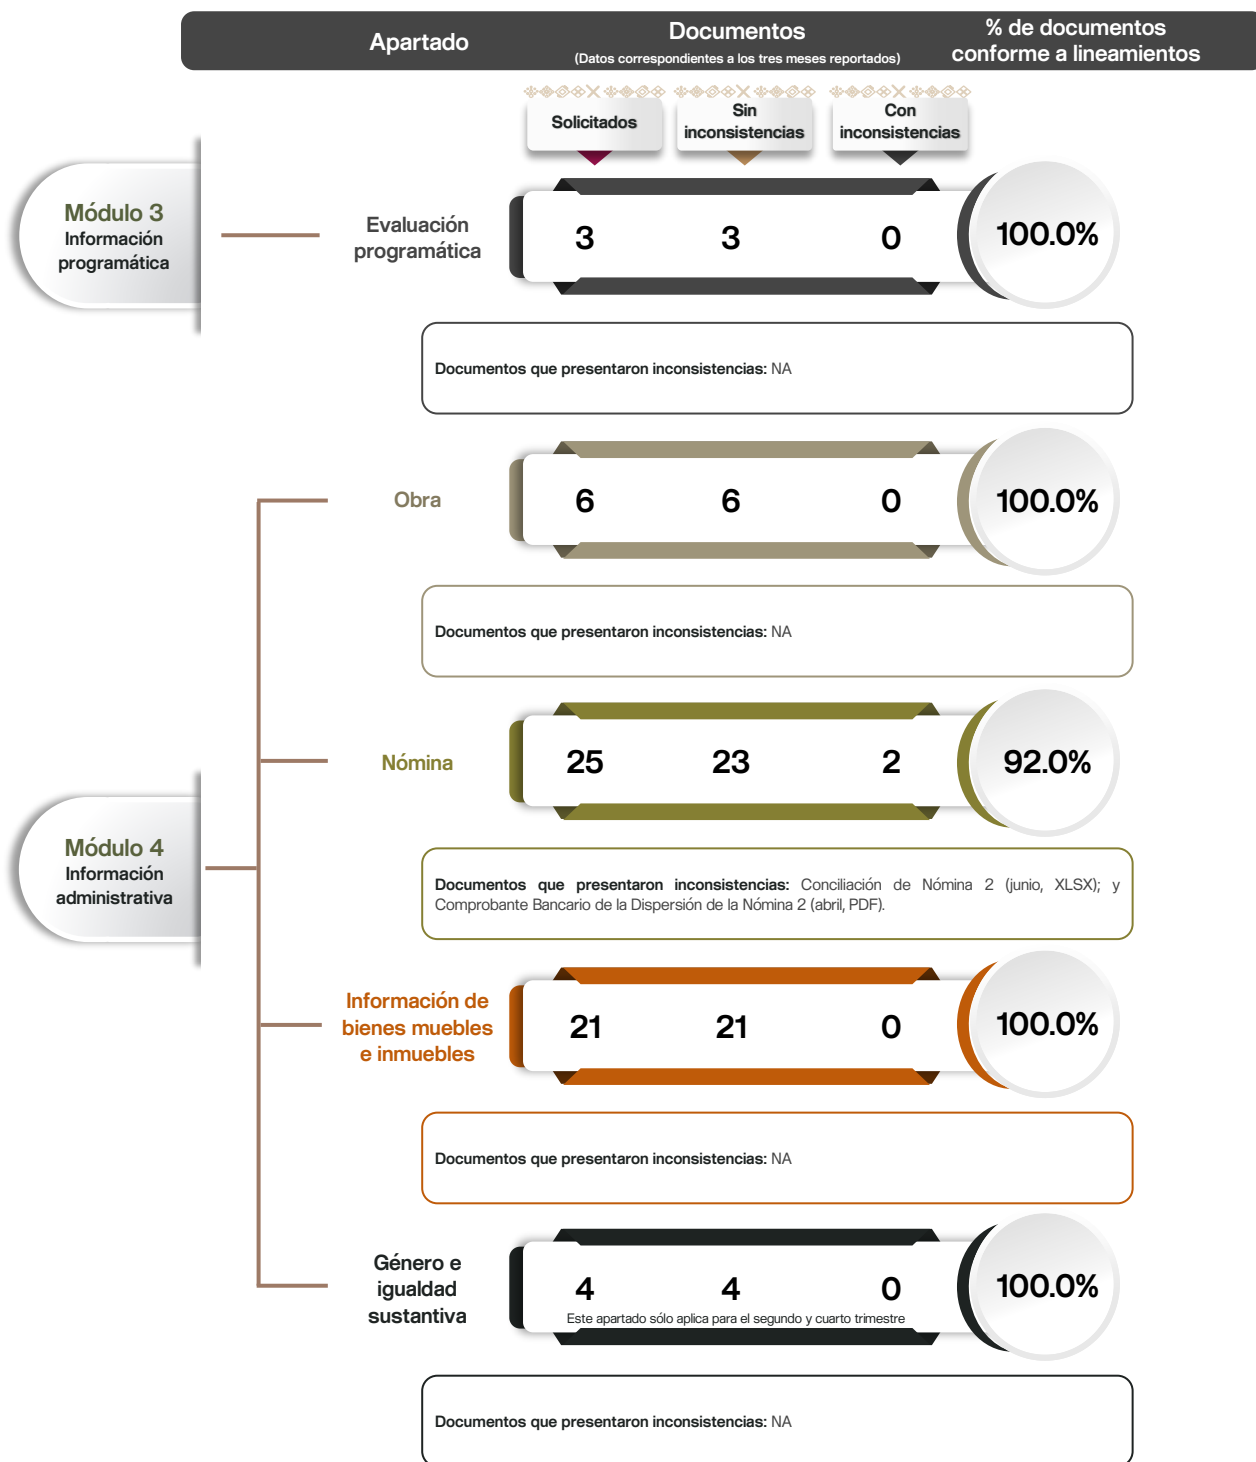 Apartado
Documentos
(Datos correspondientes a los tres meses reportados)
% de documentos
conforme a lineamientos
Solicitados
Sin
inconsistencias
Con
inconsistencias
Módulo 3
Información
programática
Evaluación
programática
3 3 0 100.0%
Documentos que presentaron inconsistencias: NA
Obra
6 6 0 100.0%
Documentos que presentaron inconsistencias: NA
Nómina
25 23 2 92.0%
Módulo 4
Información
administrativa
Documentos que presentaron inconsistencias: Conciliación de Nómina 2 (junio, XLSX); y
Comprobante Bancario de la Dispersión de la Nómina 2 (abril, PDF).
Información de
bienes muebles
e inmuebles
21 21 0 100.0%
Documentos que presentaron inconsistencias: NA
Género e
igualdad
sustantiva
4 4 0 100.0%
Este apartado sólo aplica para el segundo y cuarto trimestre
Documentos que presentaron inconsistencias: NA